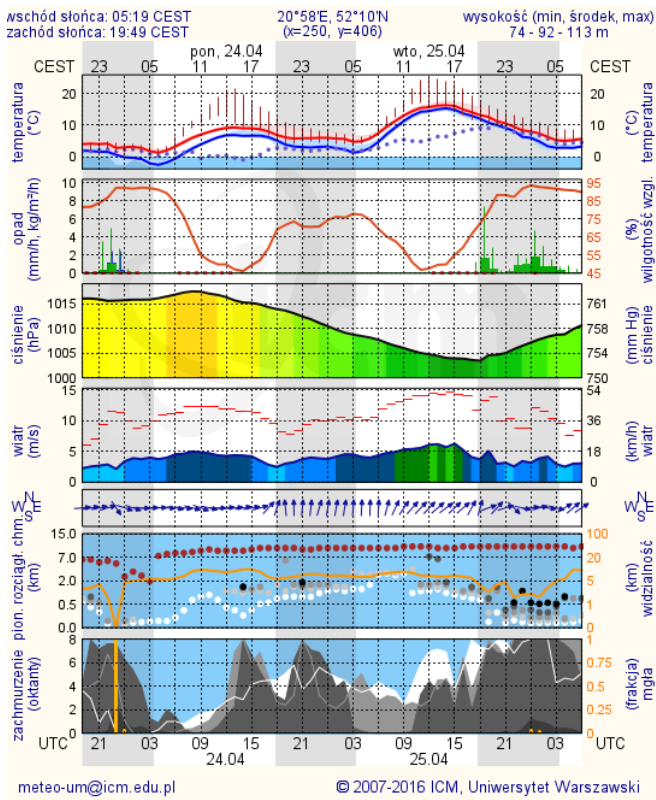 wschód słońca: 05:19 CEST 20°58'E, 52°10'N wysokość (min, środek, max)
zachód słońca: 19:49 CEST (x=250, y=406) 74 - 92 - 113 m
pon, 24.04 wto, 25.04
CEST 23 05 11 17 23 05 11 17 23 05 CEST
temperatura (°C) 20 10 0 20 10 0 (°C) temperatura
opad (mm/h, kg/m²/h) 10 8 6 4 2 0 95 85 75 65 55 45 (%) wilgotność wzgl.
ciśnienie (hPa) 1015 1010 1005 1000 761 758 754 750 (mm Hg) ciśnienie
wiatr (m/s) 15 10 5 0 54 36 18 0 (km/h) wiatr
N W E S N W E S
pion. rozciągł. chm. (km) 15.0 7.0 2.0 0.5 0.0 100 20 5 1 0 (km) widzialność
zachmurzenie (oktanty) 8 6 4 2 0 1 0.75 0.5 0.25 0 (frakcja) mgła
UTC 21 03 09 15 21 03 09 15 21 03 UTC
24.04 25.04
meteo-um@icm.edu.pl © 2007-2016 ICM, Uniwersytet Warszawski